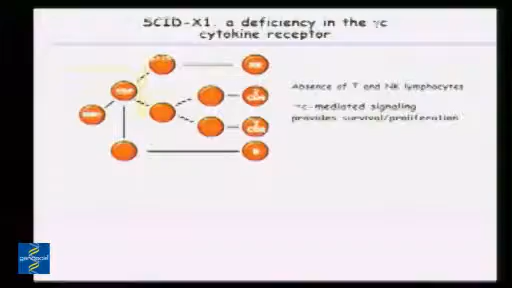 SCID-X1, a deficiency in the γc
cytokine receptor
Absence of T and NK lymphocytes
γc-mediated signaling
provides survival/proliferation
NK
B